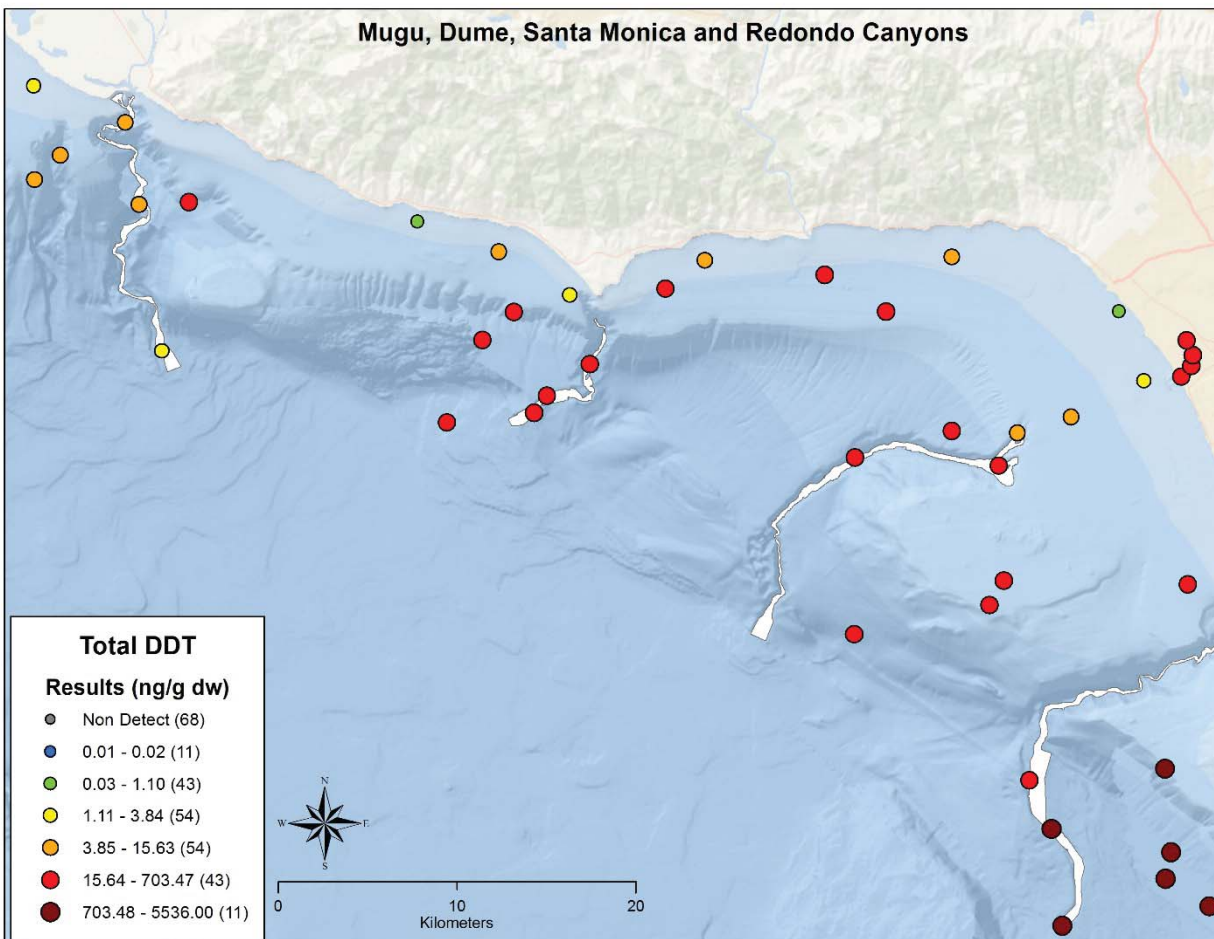 Mugu, Dume, Santa Monica and Redondo Canyons
Total DDT
Results (ng/g dw)
Non Detect (68)
0.01 - 0.02 (11)
0.03 - 1.10 (43)
1.11 - 3.84 (54)
3.85 - 15.63 (54)
15.64 - 703.47 (43)
703.48 - 5536.00 (11)
N
W
E
S
0
10
20
Kilometers